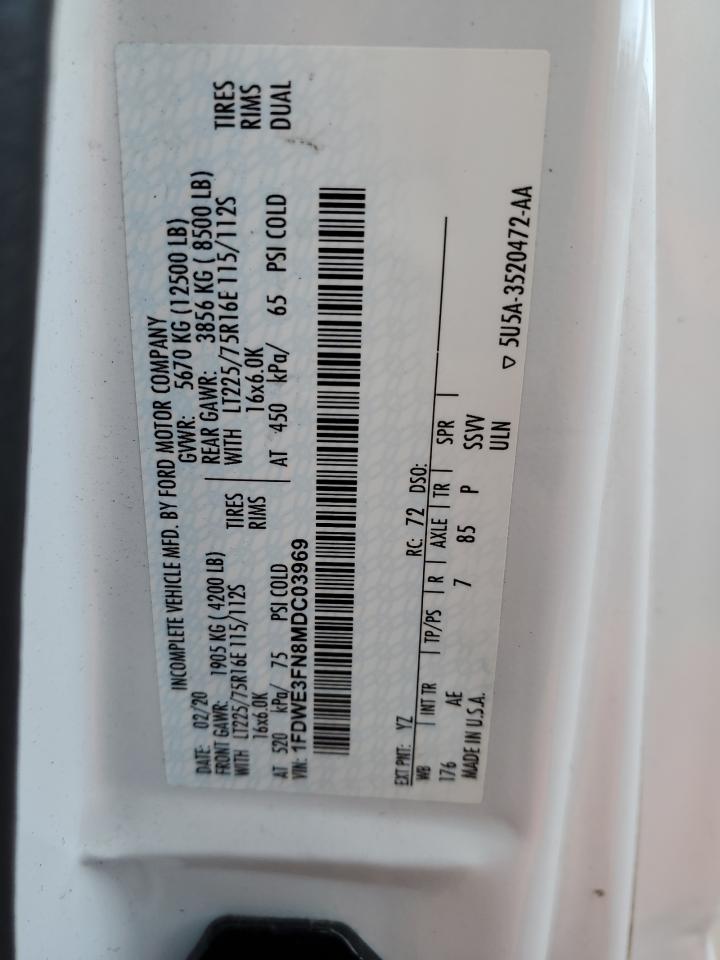 INCOMPLETE VEHICLE MFD. BY FORD MOTOR COMPANY
DATE: 02/20 GVWR: 5670 KG (12500 LB)
FRONT GAWR: 1905 KG ( 4200 LB) REAR GAWR: 3856 KG ( 8500 LB)
WITH LT225/75R16E 115/112S TIRES WITH LT225/75R16E 115/112S TIRES
16x6.0K RIMS 16x6.0K RIMS
AT 520 kPa/ 75 PSI COLD AT 450 kPa/ 65 PSI COLD DUAL
VIN: 1FDWE3FN8MDC03969
EXT PNT: YZ RC: 72 DSO:
WB | INT TR | TP/PS | R | AXLE | TR | SPR |
176 AE 7 85 P SSVV
MADE IN U.S.A. ULN
▽ 5U5A-3520472-AA